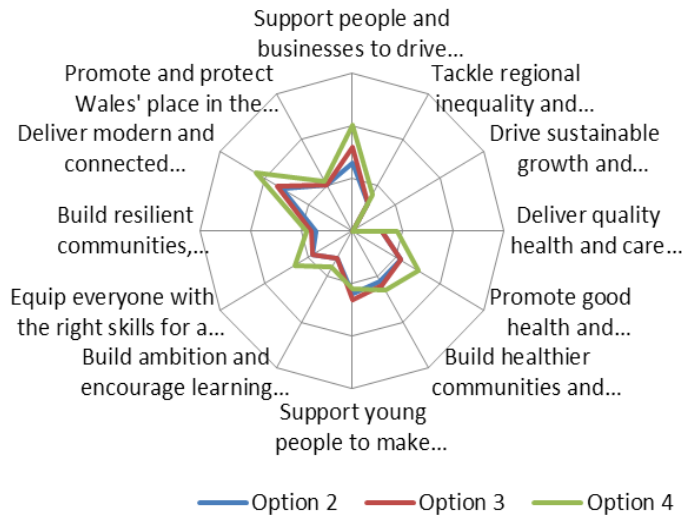 Support people and
businesses to drive...
Tackle regional
inequality and...
Drive sustainable
growth and...
Deliver quality
health and care...
Promote good
health and...
Build healthier
communities and...
Support young
people to make...
Build ambition and
encourage learning...
Equip everyone with
the right skills for a...
Build resilient
communities,...
Deliver modern and
connected...
Promote and protect
Wales' place in the...
Option 2
Option 3
Option 4